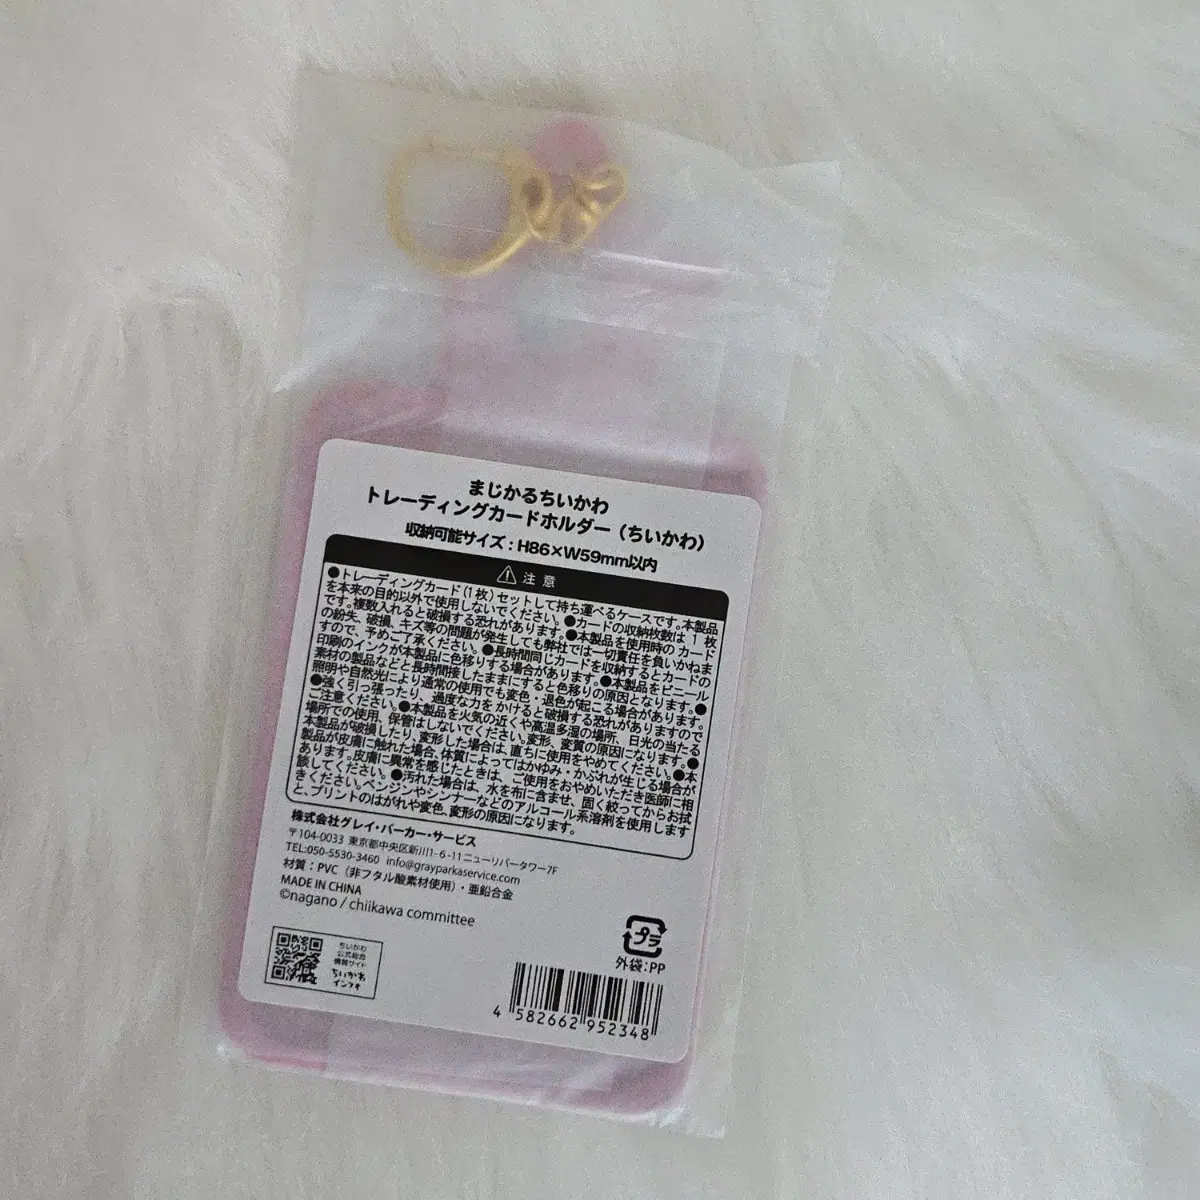 まじかるちいかわ
トレーディングカードホルダー（ちいかわ）
収納可能サイズ：H86×W59mm以内
注意
●トレーディングカード(1枚)セットして持ち運べるケースです。本製品
を本来の目的以外で使用しないでください。●カードの収納枚数は 1 枚
です。複数入れると破損する恐れがあります。●本製品を使用時の カード
の紛失、破損、キズ等の問題が発生しても弊社では一切責任を負いかねま
すので、予めご了承ください。●長時間同じカードを収納するとカードの
印刷のインクが本製品に色移りする場合があります。●本製品をビニール
素材の製品などと長時間接したままにすると色移りの原因となります。●
照明や自然光により通常の使用でも変色・退色が起こる場合があります。
●強く引っ張ったり、過度な力をかけると破損する恐れがありますので
ご注意ください。●本製品を火気の近くや高温多湿の場所、日光の当たる
場所での使用、保管はしないでください。変形、変質の原因になります。●
本製品が破損したり、変形した場合は、直ちに使用をやめてください。●本
製品が皮膚に触れた場合、体質によってはかゆみ・かぶれが生じる場合が
あります。皮膚に異常を感じたときは、ご使用をおやめいただき医師に相
談してください。●汚れた場合は、水を布に含ませ、固く絞ってからお拭
きください。ベンジンやシンナーなどのアルコール系溶剤を使用します
と、プリントのはがれや変色、変形の原因になります。
株式会社グレイ・パーカー・サービス
〒104-0033 東京都中央区新川1-6-11ニューリバータワー7F
TEL:050-5530-3460 info@grayparkaservice.com
材質：PVC（非フタル酸素材使用）・亜鉛合金
MADE IN CHINA
©nagano / chiikawa committee
ちいかわ
公式総合
情報サイト
ちいかわ
インフォ
プラ
外袋：PP
4 582662 952348